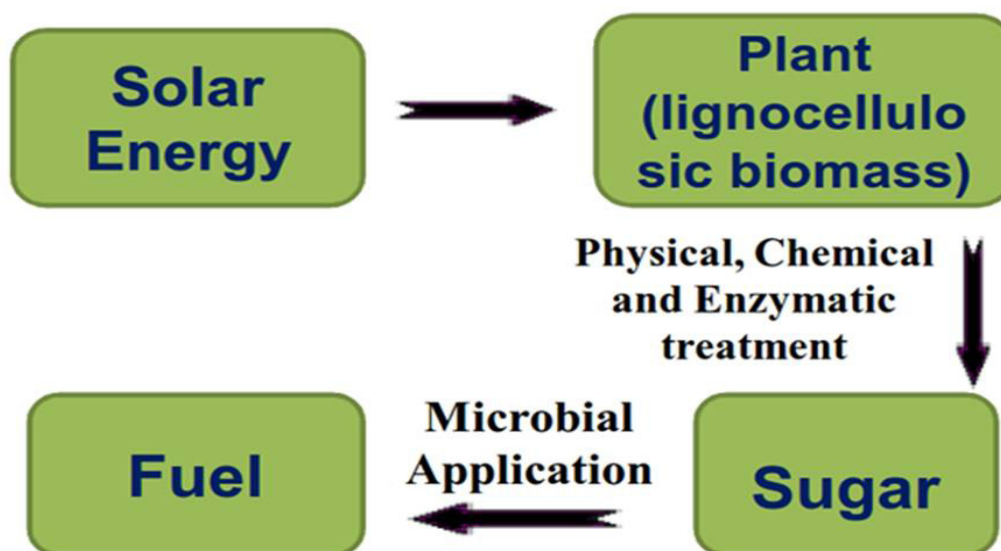 Solar
Energy
Plant
(lignocellulo
sic biomass)
Physical, Chemical
and Enzymatic
treatment
Sugar
Microbial
Application
Fuel